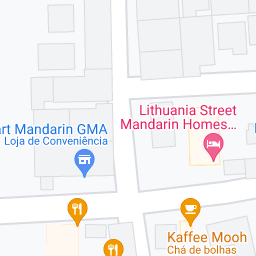 Lithuania Street
Mandarin Homes...
art Mandarin GMA
Loja de Conveniência
Kaffee Mooh
Chá de bolhas